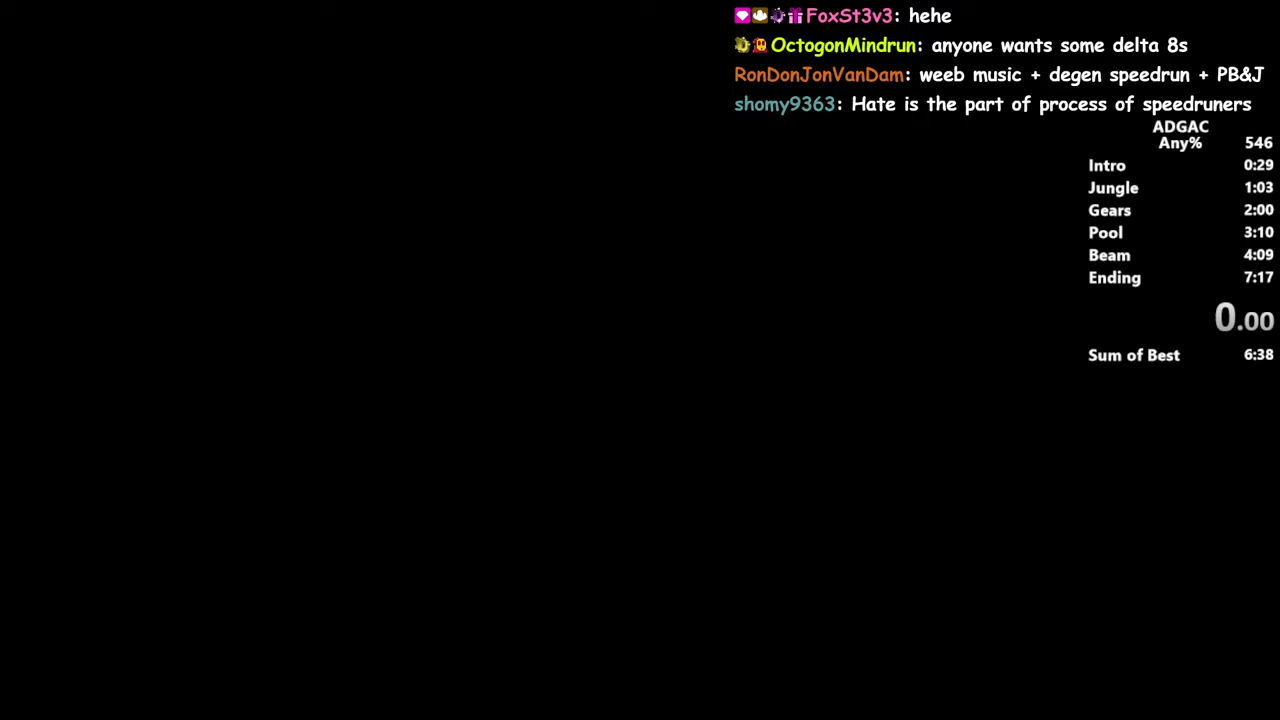 FoxSt3v3: hehe
OctogonMindrun: anyone wants some delta 8s
RonDonJonVanDam: weeb music + degen speedrun + PB&J
shomy9363: Hate is the part of process of speedruners
ADGAC
Any% 546
Intro 0:29
Jungle 1:03
Gears 2:00
Pool 3:10
Beam 4:09
Ending 7:17
0.00
Sum of Best 6:38